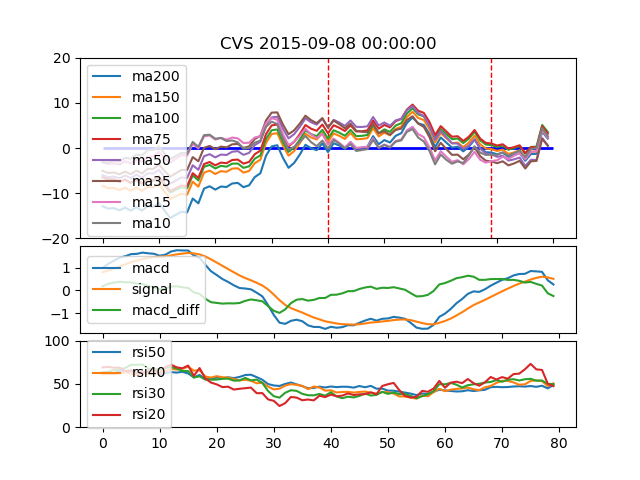 CVS 2015-09-08 00:00:00
20
10
0
−10
−20
ma200
ma150
ma100
ma75
ma50
ma35
ma15
ma10
1
0
−1
macd
signal
macd_diff
100
50
0
rsi50
rsi40
rsi30
rsi20
0 10 20 30 40 50 60 70 80